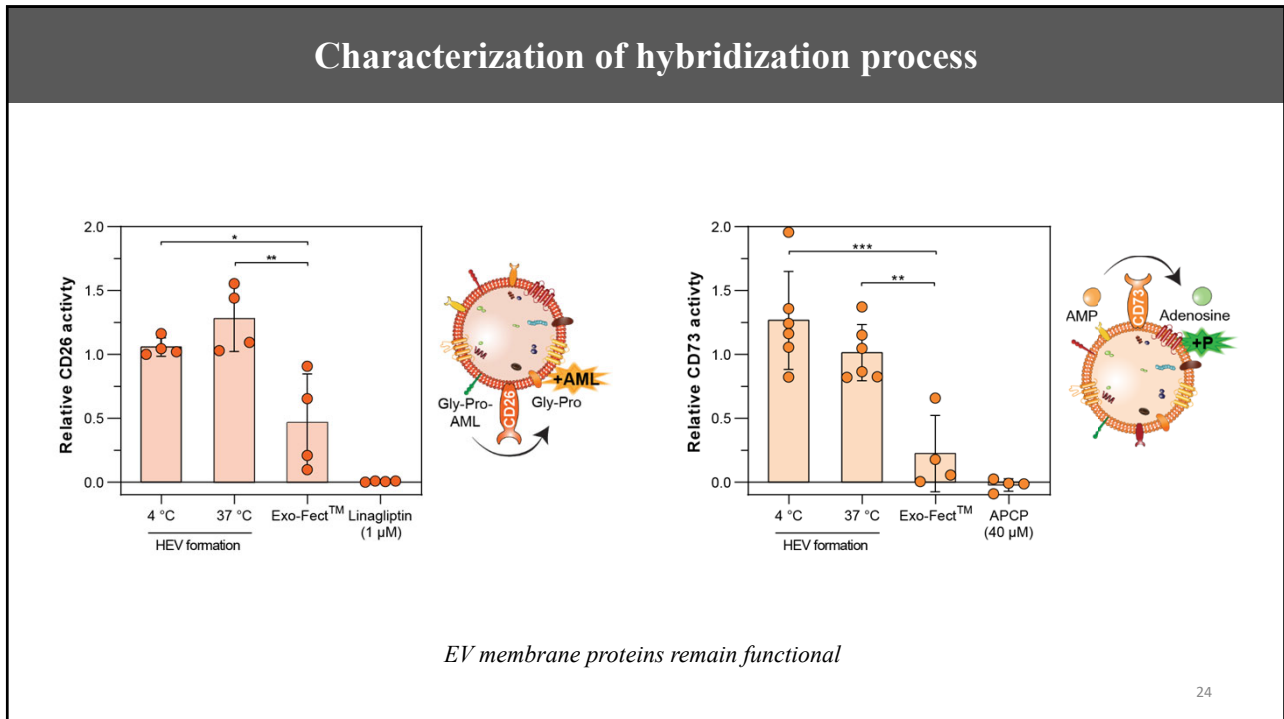 Characterization of hybridization process
Relative CD26 activty
2.0
1.5
1.0
0.5
0.0
*
**
4 °C
37 °C
Exo-Fect™
Linagliptin
(1 µM)
HEV formation
Gly-Pro-
AML
CD26
+AML
Gly-Pro
Relative CD73 activity
2.0
1.5
1.0
0.5
0.0
***
**
4 °C
37 °C
Exo-Fect™
APCP
(40 µM)
HEV formation
AMP
CD73
Adenosine
+P
EV membrane proteins remain functional
24